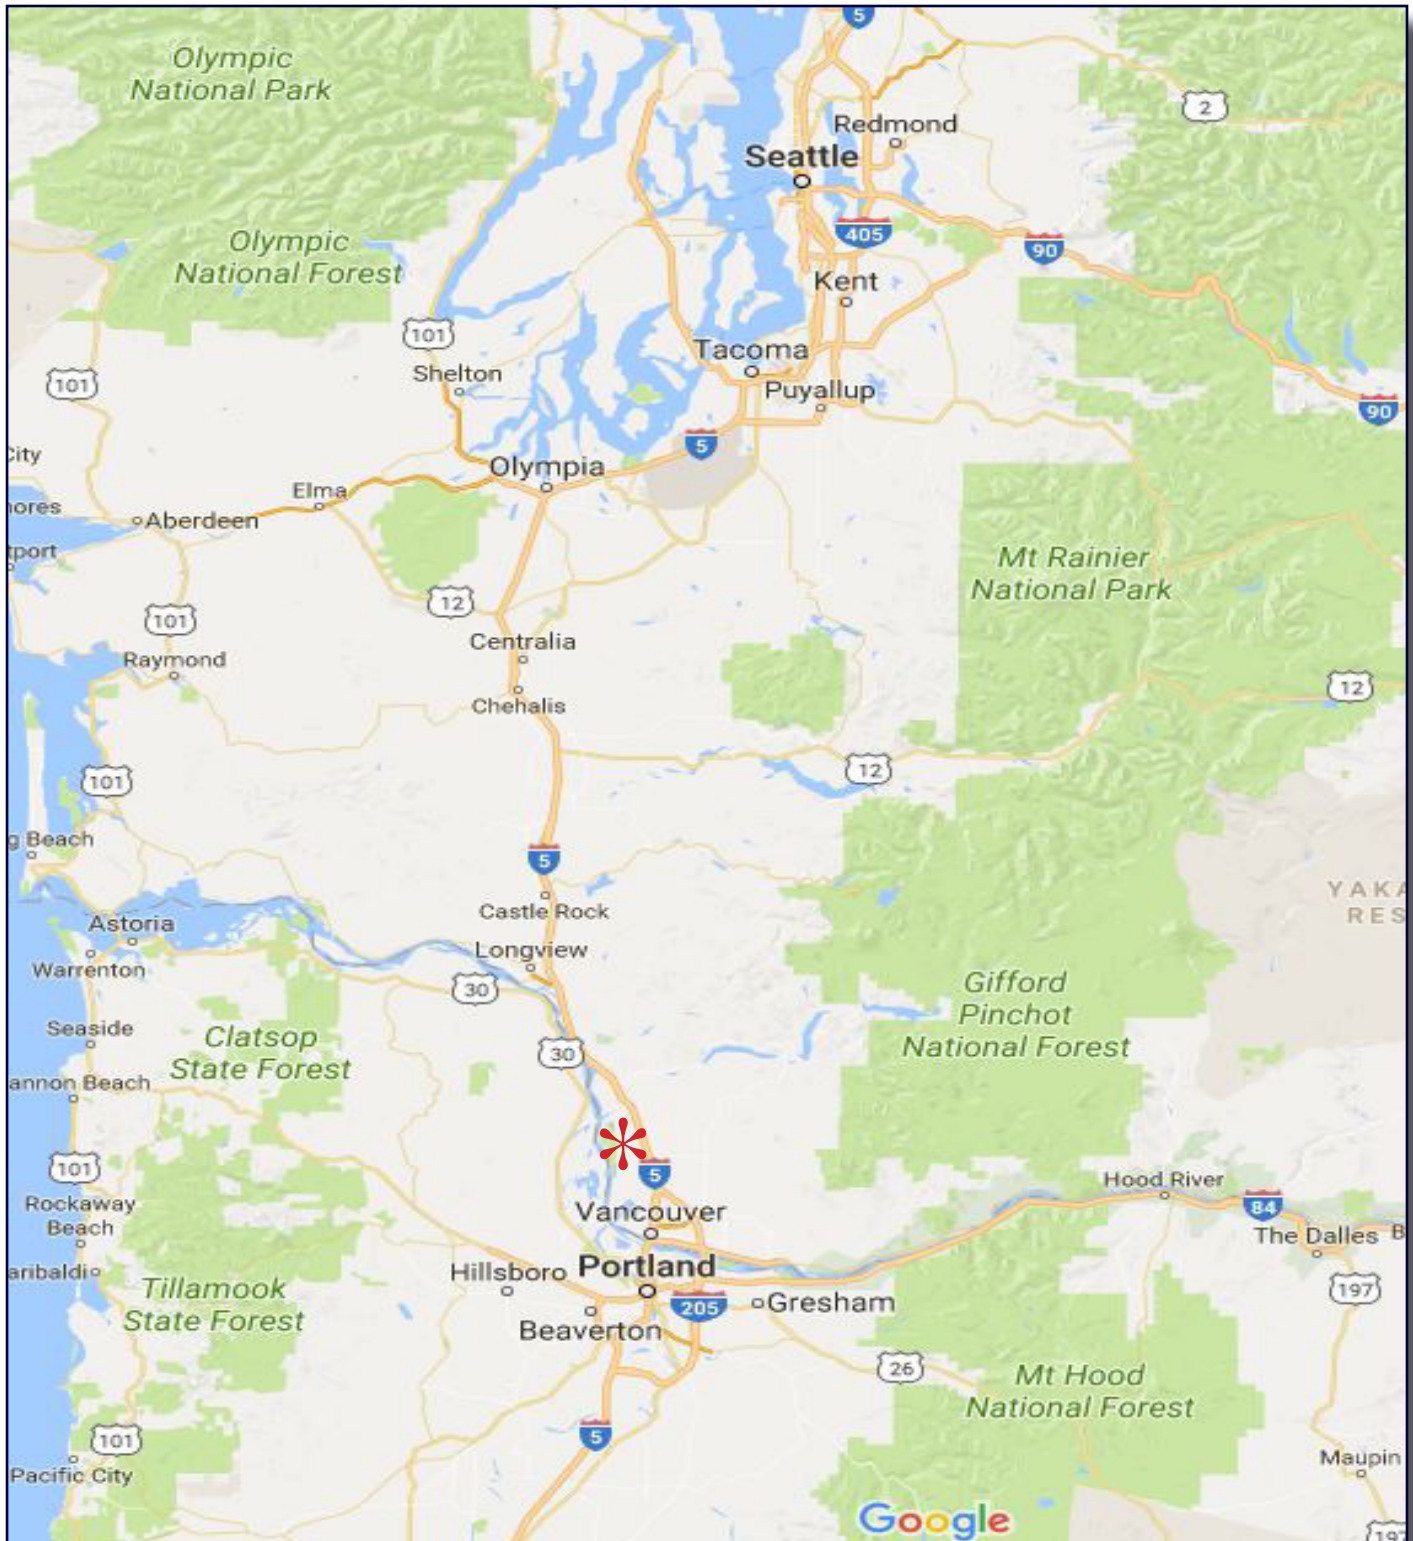 5
Olympic
National Park
2
Redmond
Seattle
405
Olympic
National Forest
90
Kent
101
Tacoma
Shelton
101
Puyallup
90
5
City
Olympia
Elma
ores
Aberdeen
tport
Mt Rainier
National Park
12
101
Centralia
Raymond
12
Chehalis
12
101
g Beach
5
YAKA
RES
Castle Rock
Astoria
Longview
Warrenton
30
Gifford
Pinchot
National Forest
Seaside
Clatsop
State Forest
30
annon Beach
*
101
5
Hood River
Rockaway
Beach
84
Vancouver
The Dalles
B
Hillsboro
Portland
aribaldi
Tillamook
State Forest
197
205
Gresham
Beaverton
26
Mt Hood
National Forest
101
5
Pacific City
Maupin
Google
197